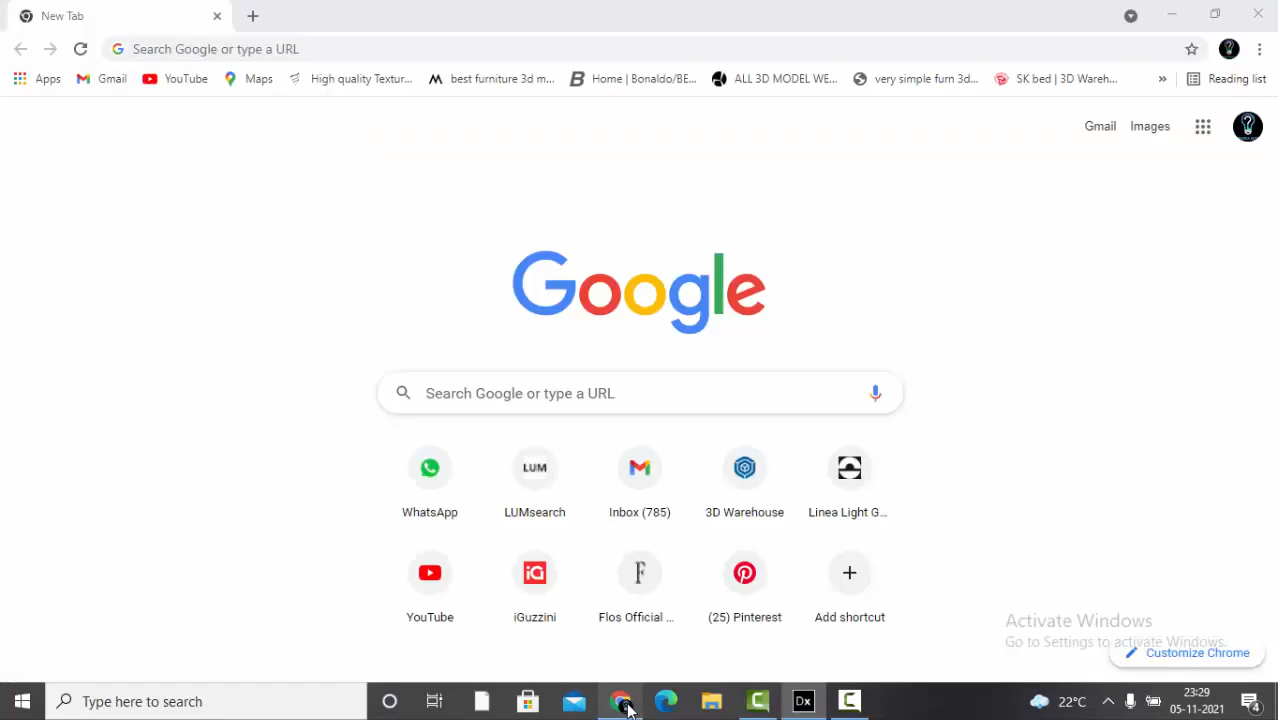 New Tab
Search Google or type a URL
Apps Gmail YouTube Maps High quality Textur... best furniture 3d m... Home | Bonaldo/BE... ALL 3D MODEL WE... very simple furn 3d... SK bed | 3D Wareh... » Reading list
Gmail Images
Google
Search Google or type a URL
LUM
WhatsApp LUMsearch Inbox (785) 3D Warehouse Linea Light G...
iG F
YouTube iGuzzini Flos Official ... (25) Pinterest Add shortcut
Activate Windows
Go to Settings to activate Windows.
Customize Chrome
Type here to search
Dx
22°C
23:29
05-11-2021
4